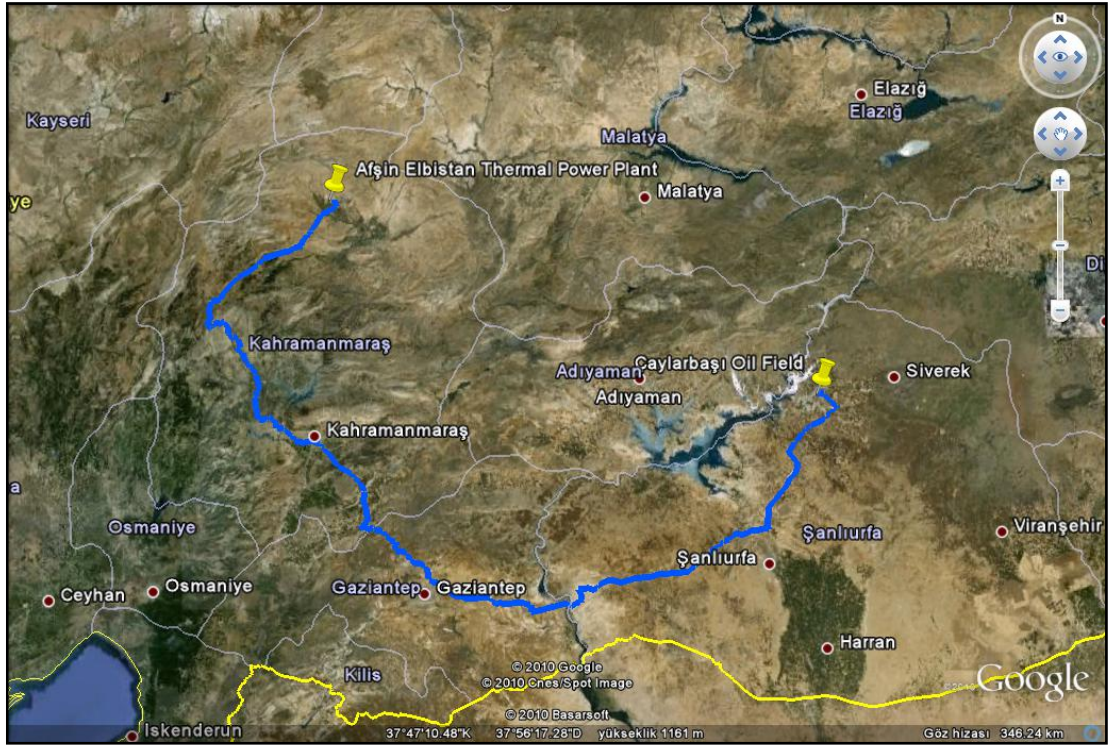 N
Elazığ
Elazığ
Kayseri
Malatya
Afşin Elbistan Thermal Power Plant
Malatya
ye
Di
Kahramanmaraş
Çaylarbaşı Oil Field
Adıyaman
Siverek
Adıyaman
Kahramanmaraş
a
Osmaniye
Viranşehir
Şanlıurfa
Şanlıurfa
Osmaniye
Gaziantep
Gaziantep
Ceyhan
Harran
Kilis
© 2010 Google
© 2010 Cnes/Spot Image
©2010 Google
© 2010 Basarsoft
İskenderun
37°47'10.48"K 37°56'17.28"D yükseklik 1161 m
Göz hizası 346.24 km